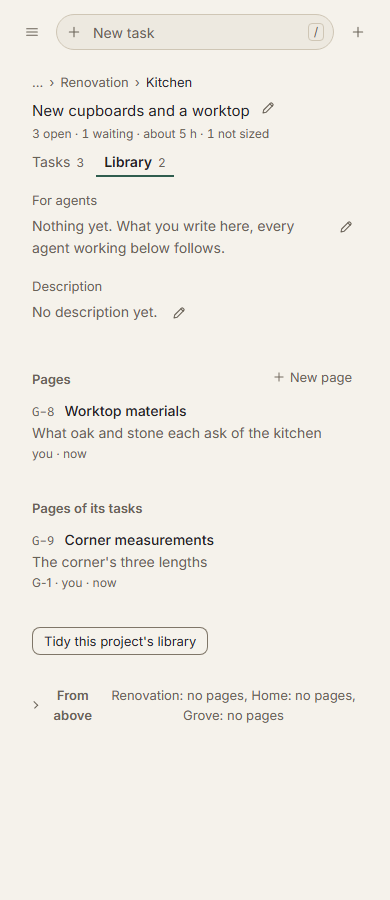 New task /
... › Renovation › Kitchen
New cupboards and a worktop
3 open · 1 waiting · about 5 h · 1 not sized
Tasks 3 Library 2
For agents
Nothing yet. What you write here, every
agent working below follows.
Description
No description yet.
Pages + New page
G-8 Worktop materials
What oak and stone each ask of the kitchen
you · now
Pages of its tasks
G-9 Corner measurements
The corner's three lengths
G-1 · you · now
Tidy this project's library
From above
Renovation: no pages, Home: no pages,
Grove: no pages